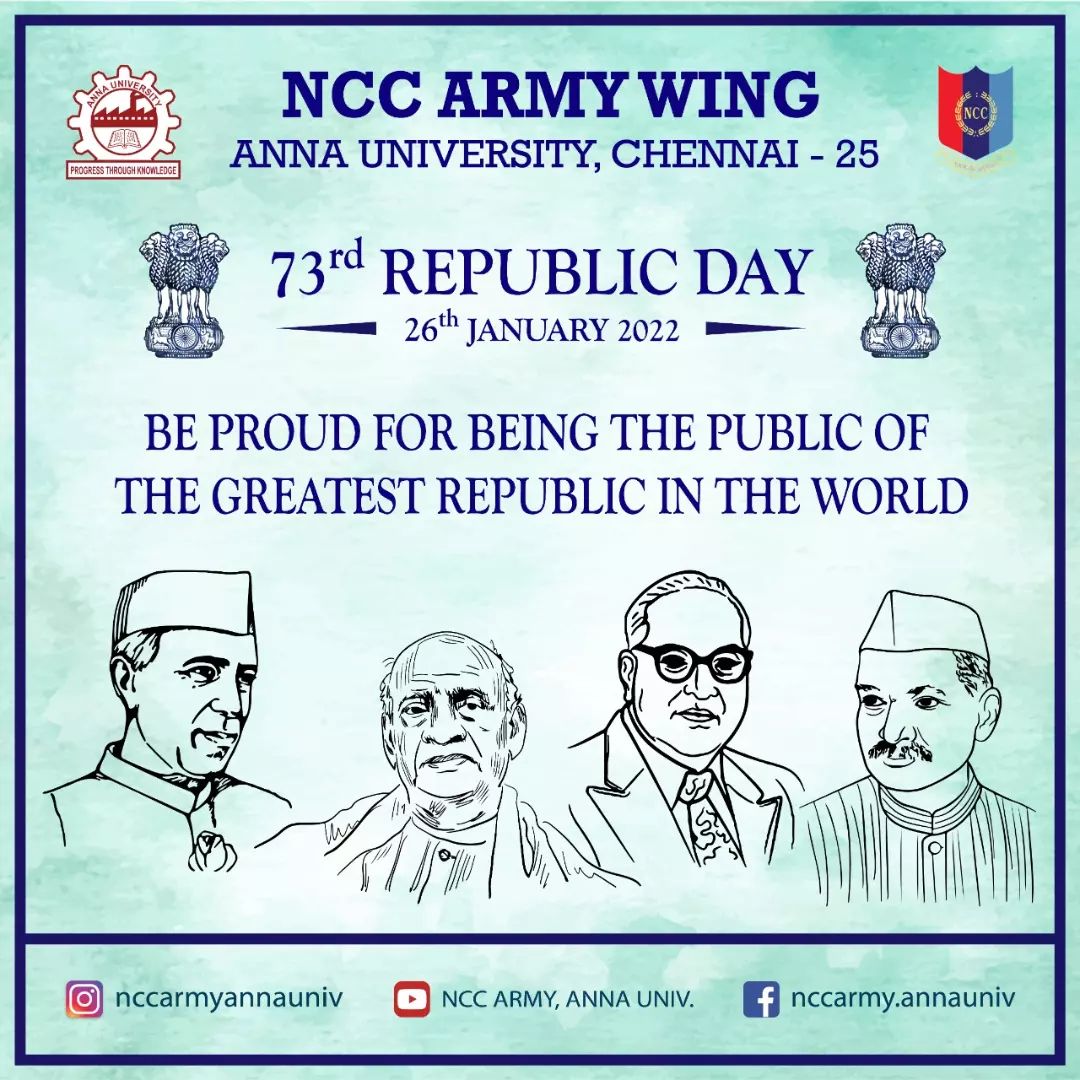 NCC ARMY WING
ANNA UNIVERSITY, CHENNAI - 25
ANNA UNIVERSITY
PROGRESS THROUGH KNOWLEDGE
NCC
73rd REPUBLIC DAY
26th JANUARY 2022
BE PROUD FOR BEING THE PUBLIC OF
THE GREATEST REPUBLIC IN THE WORLD
nccarmyannauniv
NCC ARMY, ANNA UNIV.
nccarmy.annauniv